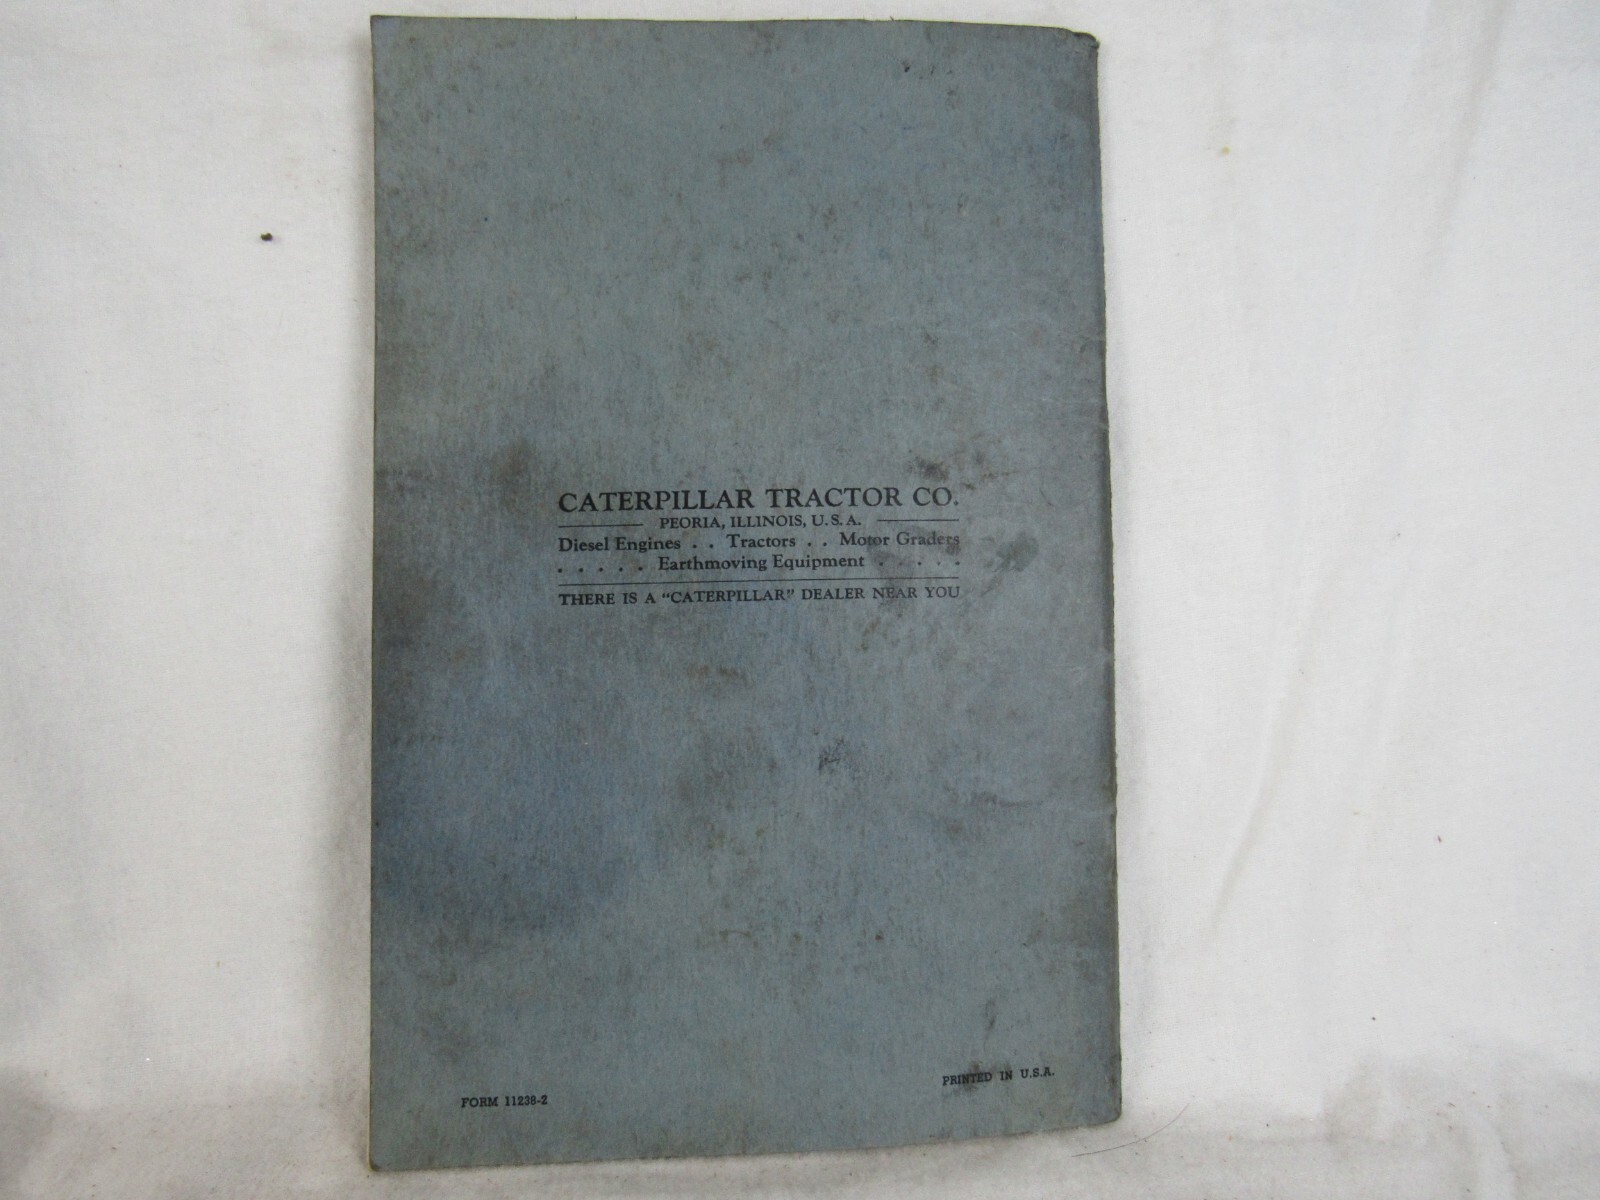 CATERPILLAR TRACTOR CO.
PEORIA, ILLINOIS, U. S. A.
Diesel Engines . . Tractors . . Motor Graders
. . . . . Earthmoving Equipment . . . . .
THERE IS A "CATERPILLAR" DEALER NEAR YOU
PRINTED IN U.S.A.
FORM 11238-2